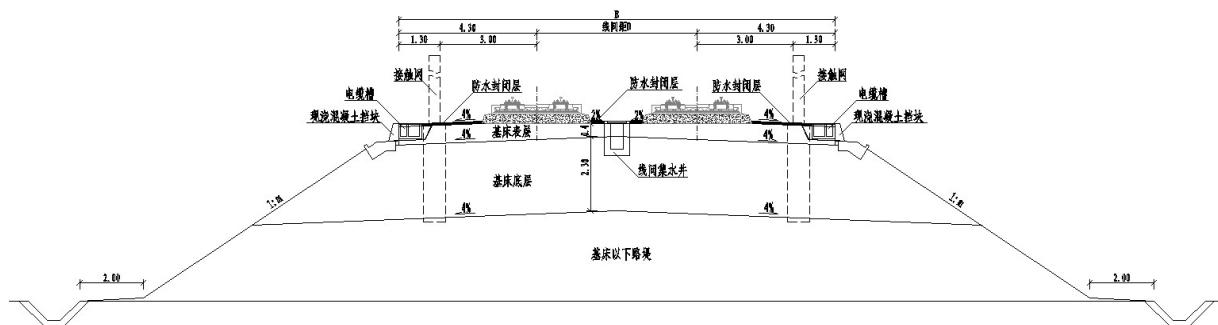 B
4.30 线间距D 4.30
1.30 3.00 3.00 1.30
接触网 接触网
防水封闭层 防水封闭层 防水封闭层
电缆槽 电缆槽
现浇混凝土挡块 现浇混凝土挡块
4% 2% 2% 4%
基床表层 0.4
4% 4%
线间集水井
基床底层 2.30
1:m 1:m
4% 4%
基床以下路堤
2.00 2.00